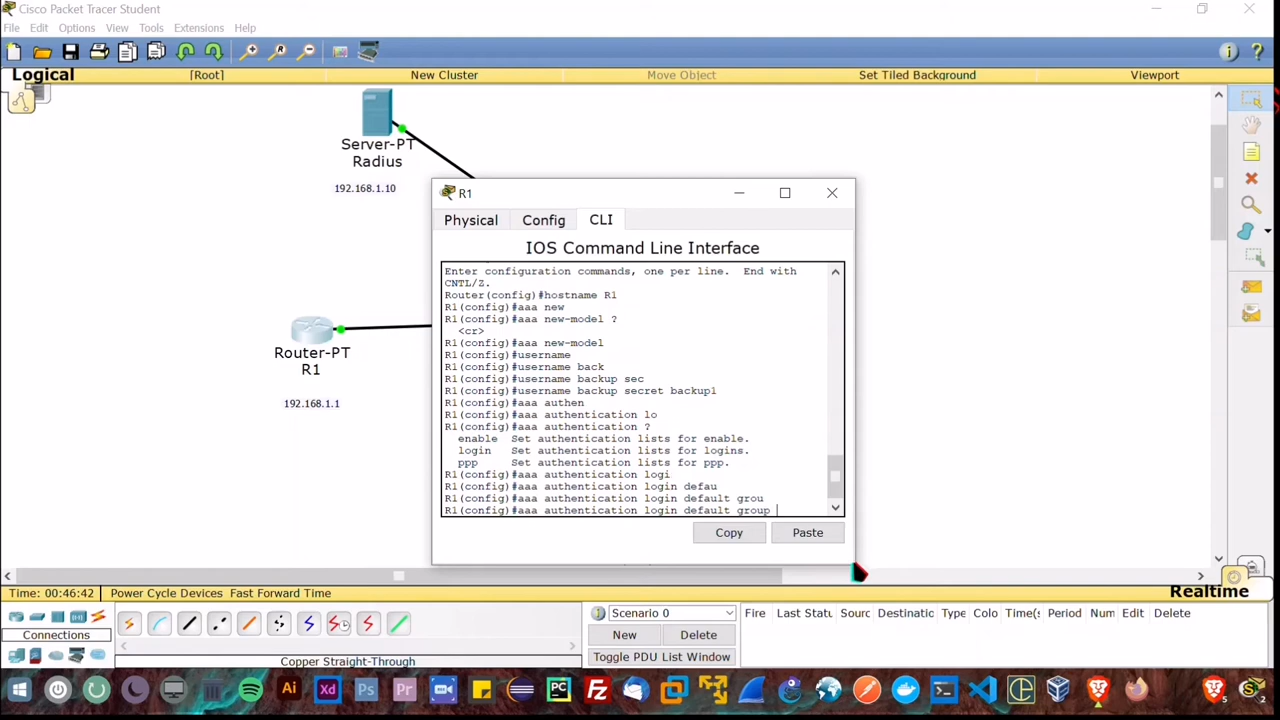 Cisco Packet Tracer Student
File Edit Options View Tools Extensions Help
Logical [Root] New Cluster Move Object Set Tiled Background Viewport
Server-PT
Radius
192.168.1.10
Router-PT
R1
192.168.1.1
R1
Physical Config CLI
IOS Command Line Interface
Enter configuration commands, one per line.  End with
CNTL/Z.
Router(config)#hostname R1
R1(config)#aaa new
R1(config)#aaa new-model ?
<cr>
R1(config)#aaa new-model
R1(config)#username
R1(config)#username back
R1(config)#username backup sec
R1(config)#username backup secret backup1
R1(config)#aaa authen
R1(config)#aaa authentication lo
R1(config)#aaa authentication ?
enable  Set authentication lists for enable.
login  Set authentication lists for logins.
ppp  Set authentication lists for ppp.
R1(config)#aaa authentication logi
R1(config)#aaa authentication login defau
R1(config)#aaa authentication login default grou
R1(config)#aaa authentication login default group
Copy Paste
Time: 00:46:42 Power Cycle Devices Fast Forward Time Realtime
Connections
Copper Straight-Through
Scenario 0
New Delete
Toggle PDU List Window
Fire Last Statu Sourc Destinatic Type Colo Time(s Period Num Edit Delete